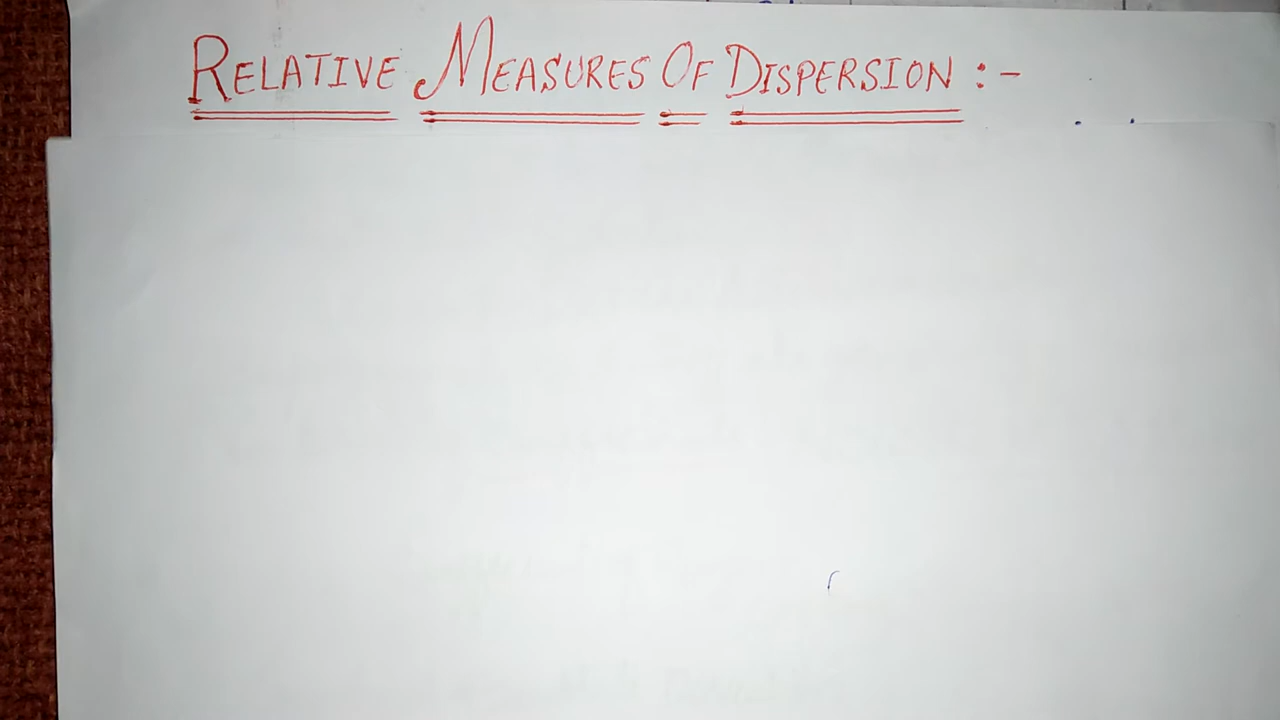 RELATIVE MEASURES OF DISPERSION :-